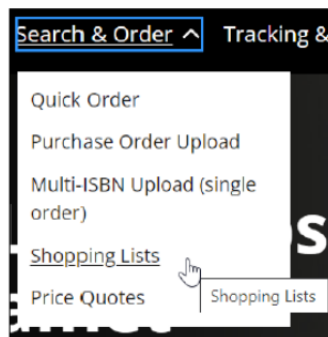 Search & Order
Tracking &
Quick Order
Purchase Order Upload
Multi-ISBN Upload (single
order)
Shopping Lists
Price Quotes
Shopping Lists